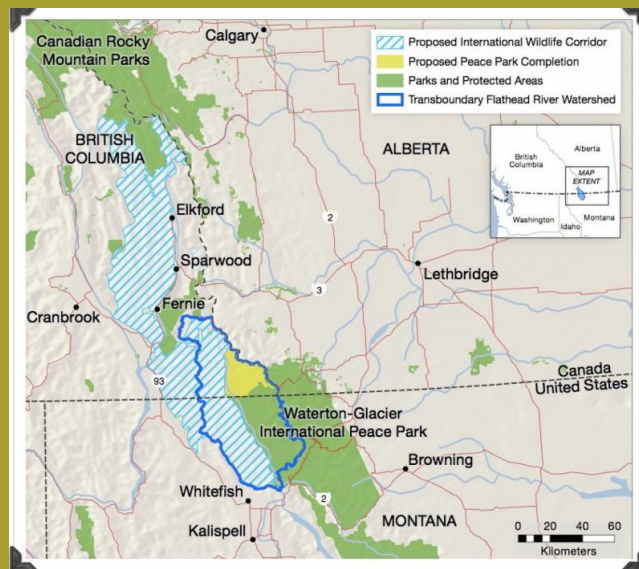 Canadian Rocky
Mountain Parks
Calgary
Proposed International Wildlife Corridor
Proposed Peace Park Completion
Parks and Protected Areas
Transboundary Flathead River Watershed
BRITISH
COLUMBIA
ALBERTA
British
Columbia
Alberta
MAP
EXTENT
Washington
Idaho
Montana
Elkford
2
Sparwood
Lethbridge
3
Fernie
Cranbrook
93
Canada
United States
Waterton-Glacier
International Peace Park
Browning
Whitefish
2
Kalispell
MONTANA
0 20 40 60
Kilometers